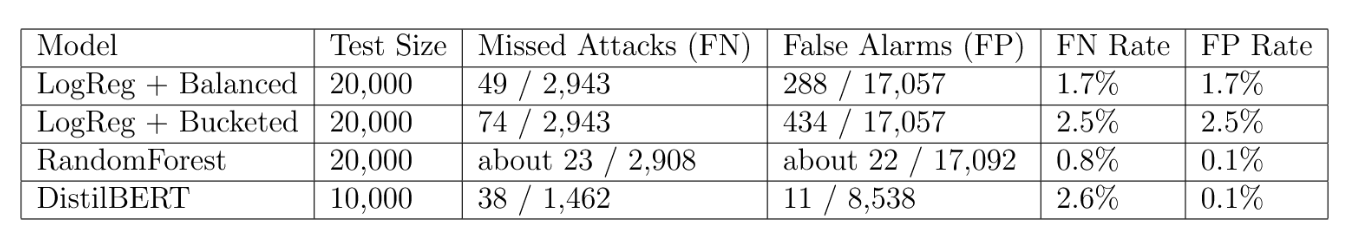 Model Test Size Missed Attacks (FN) False Alarms (FP) FN Rate FP Rate
LogReg + Balanced 20,000 49 / 2,943 288 / 17,057 1.7% 1.7%
LogReg + Bucketed 20,000 74 / 2,943 434 / 17,057 2.5% 2.5%
RandomForest 20,000 about 23 / 2,908 about 22 / 17,092 0.8% 0.1%
DistilBERT 10,000 38 / 1,462 11 / 8,538 2.6% 0.1%